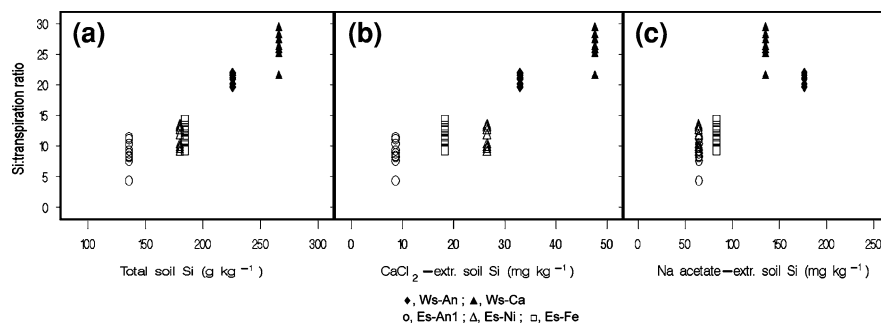 (a) (b) (c)
30
25
20
15
10
5
0
Si:transpiration ratio
100 150 200 250 300
0 10 20 30 40 50
0 50 100 150 200 250
Total soil Si (g kg⁻¹)
CaCl₂–extr. soil Si (mg kg⁻¹)
Na acetate–extr. soil Si (mg kg⁻¹)
♦, Ws-An ; ▲, Ws-Ca
○, Es-An1 ; △, Es-Ni ; □, Es-Fe